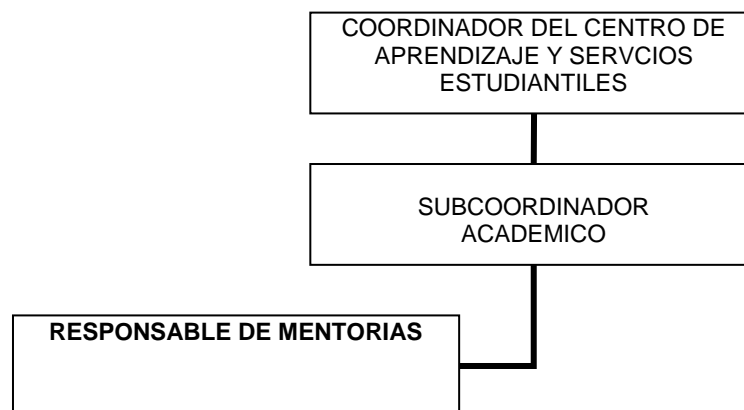 COORDINADOR DEL CENTRO DE
APRENDIZAJE Y SERVCIOS
ESTUDIANTILES
SUBCOORDINADOR
ACADEMICO
RESPONSABLE DE MENTORIAS